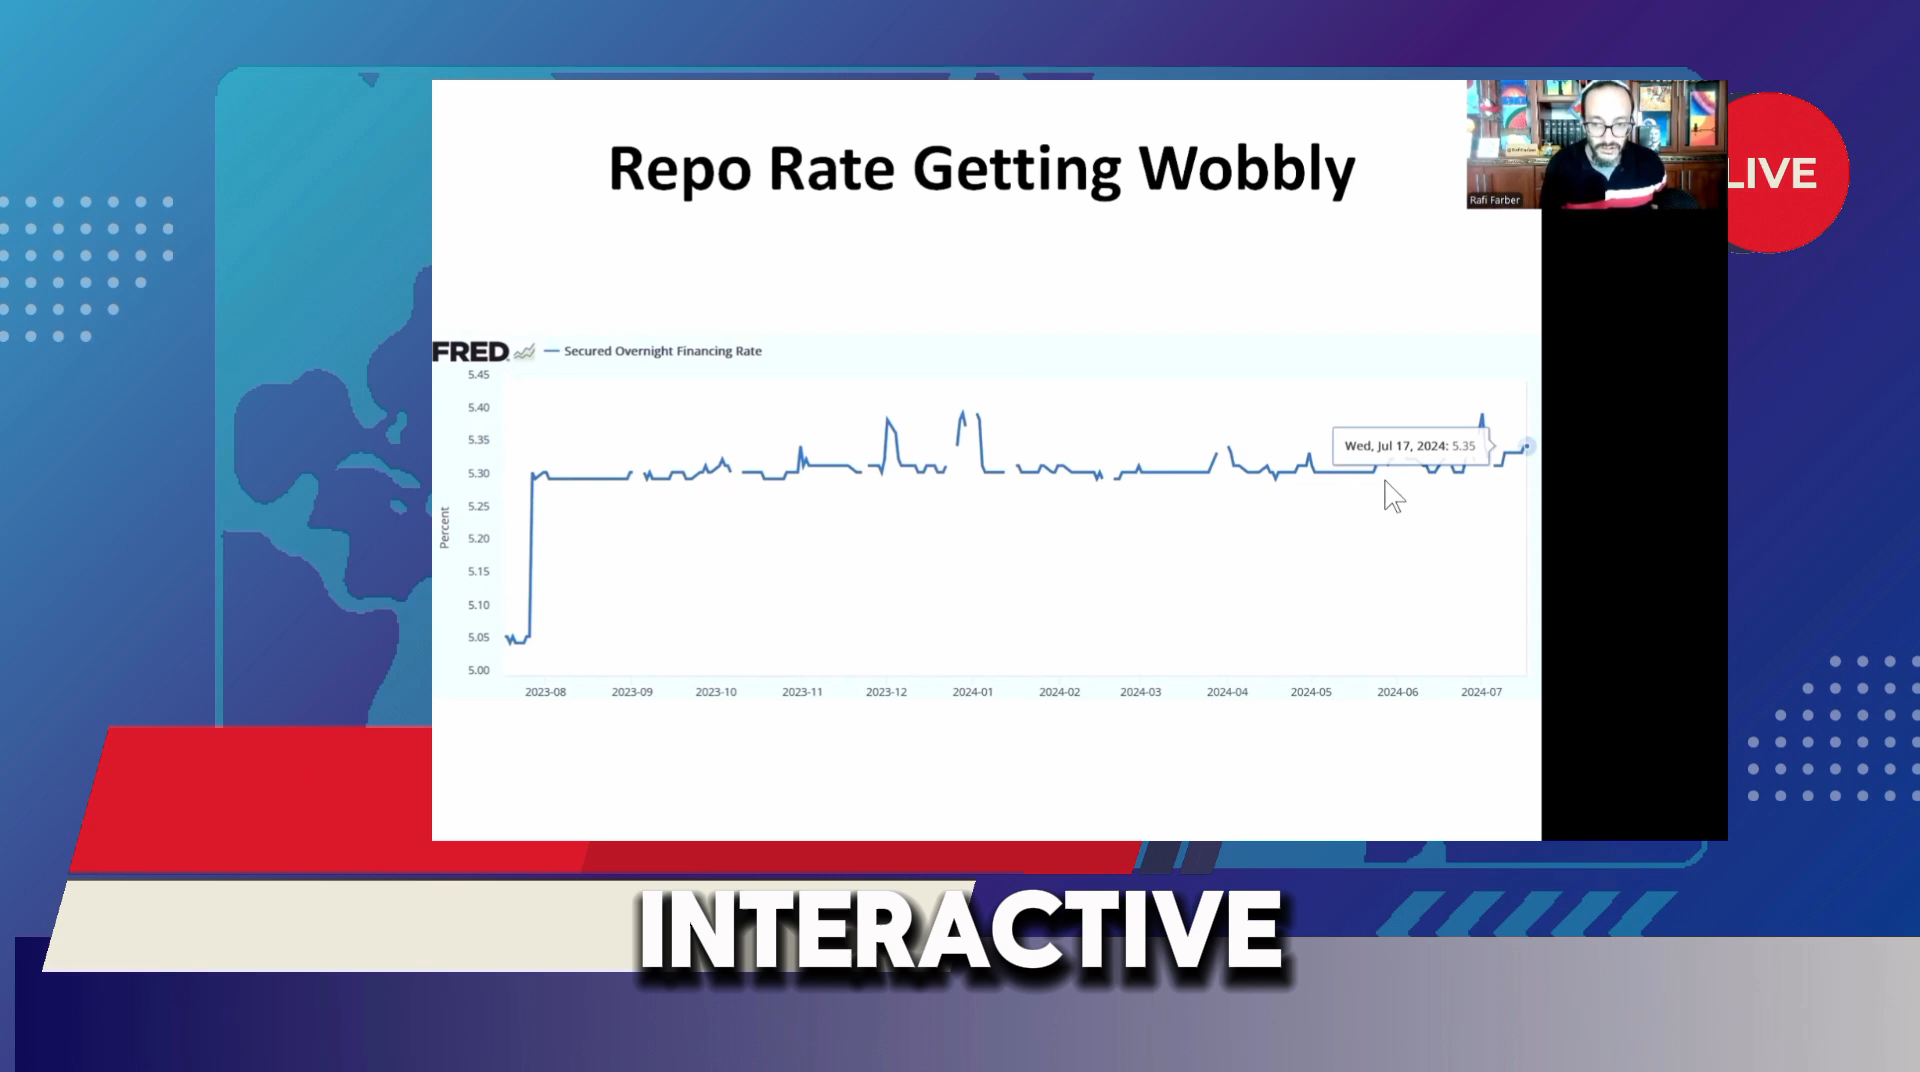 Repo Rate Getting Wobbly
Rafi Farber
LIVE
FRED
Secured Overnight Financing Rate
5.45
5.40
5.35
5.30
5.25
5.20
5.15
5.10
5.05
5.00
Percent
Wed, Jul 17, 2024: 5.35
2023-08 2023-09 2023-10 2023-11 2023-12 2024-01 2024-02 2024-03 2024-04 2024-05 2024-06 2024-07
INTERACTIVE